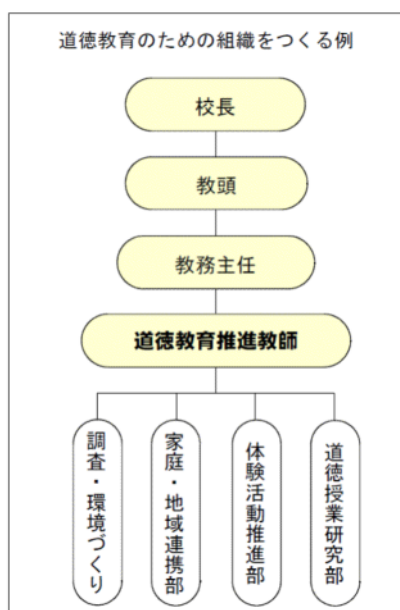 道徳教育のための組織をつくる例
校長
教頭
教務主任
道徳教育推進教師
調査・環境づくり
家庭・地域連携部
体験活動推進部
道徳授業研究部